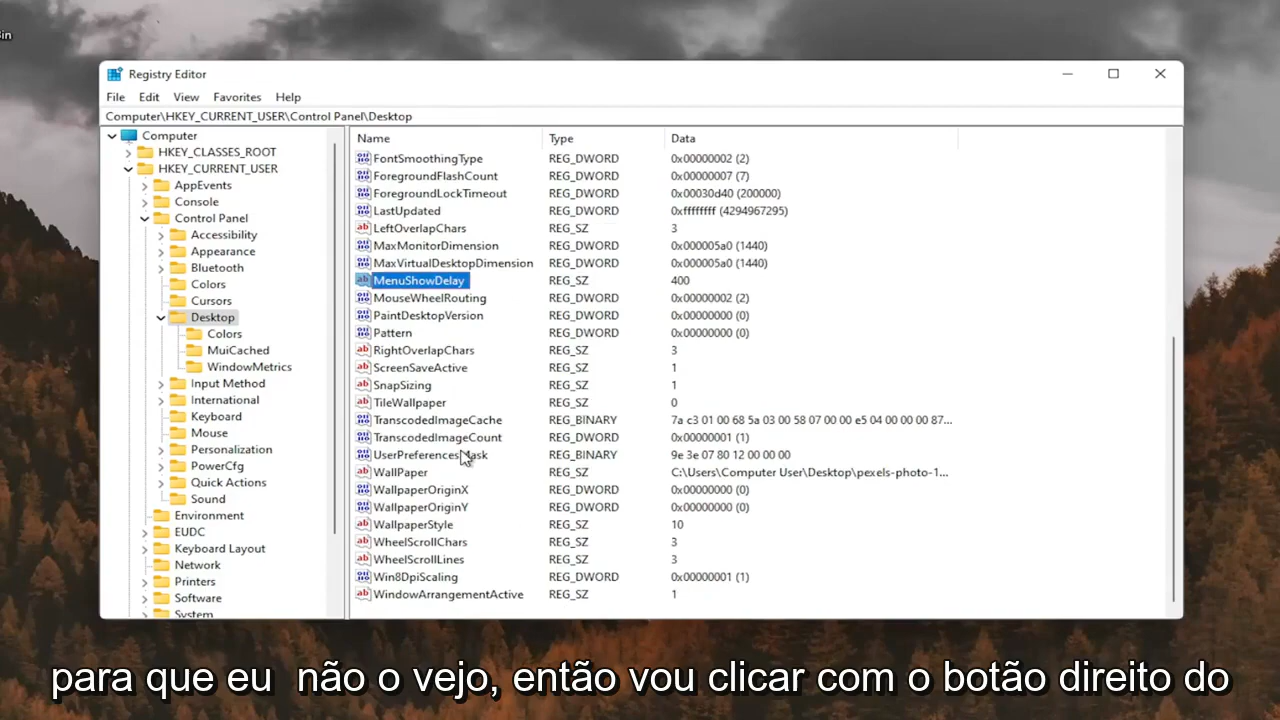 in
Registry Editor
File Edit View Favorites Help
Computer\HKEY_CURRENT_USER\Control Panel\Desktop
Computer
HKEY_CLASSES_ROOT
HKEY_CURRENT_USER
AppEvents
Console
Control Panel
Accessibility
Appearance
Bluetooth
Colors
Cursors
Desktop
Colors
MuiCached
WindowMetrics
Input Method
International
Keyboard
Mouse
Personalization
PowerCfg
Quick Actions
Sound
Environment
EUDC
Keyboard Layout
Network
Printers
Software
System
Name Type Data
FontSmoothingType REG_DWORD 0x00000002 (2)
ForegroundFlashCount REG_DWORD 0x00000007 (7)
ForegroundLockTimeout REG_DWORD 0x00030d40 (200000)
LastUpdated REG_DWORD 0xffffffff (4294967295)
LeftOverlapChars REG_SZ 3
MaxMonitorDimension REG_DWORD 0x000005a0 (1440)
MaxVirtualDesktopDimension REG_DWORD 0x000005a0 (1440)
MenuShowDelay REG_SZ 400
MouseWheelRouting REG_DWORD 0x00000002 (2)
PaintDesktopVersion REG_DWORD 0x00000000 (0)
Pattern REG_DWORD 0x00000000 (0)
RightOverlapChars REG_SZ 3
ScreenSaveActive REG_SZ 1
SnapSizing REG_SZ 1
TileWallpaper REG_SZ 0
TranscodedImageCache REG_BINARY 7a c3 01 00 68 5a 03 00 58 07 00 00 e5 04 00 00 00 87...
TranscodedImageCount REG_DWORD 0x00000001 (1)
UserPreferencesMask REG_BINARY 9e 3e 07 80 12 00 00 00
WallPaper REG_SZ C:\Users\Computer User\Desktop\pexels-photo-1...
WallpaperOriginX REG_DWORD 0x00000000 (0)
WallpaperOriginY REG_DWORD 0x00000000 (0)
WallpaperStyle REG_SZ 10
WheelScrollChars REG_SZ 3
WheelScrollLines REG_SZ 3
Win8DpiScaling REG_DWORD 0x00000001 (1)
WindowArrangementActive REG_SZ 1
para que eu não o vejo, então vou clicar com o botão direito do